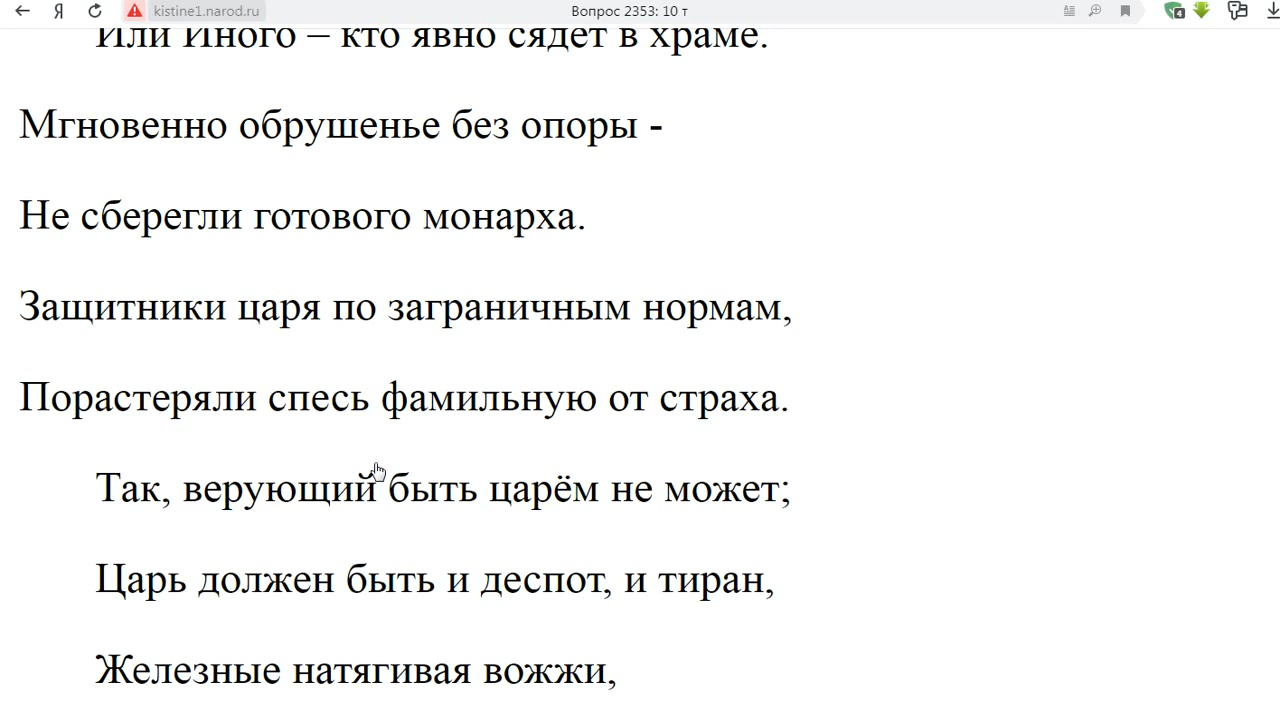 Я
kistine1.narod.ru
Вопрос 2353: 10 т
4
Или Иного – кто явно сядет в храме.
Мгновенно обрушенье без опоры -
Не сберегли готового монарха.
Защитники царя по заграничным нормам,
Порастеряли спесь фамильную от страха.
Так, верующий быть царём не может;
Царь должен быть и деспот, и тиран,
Железные натягивая вожжи,